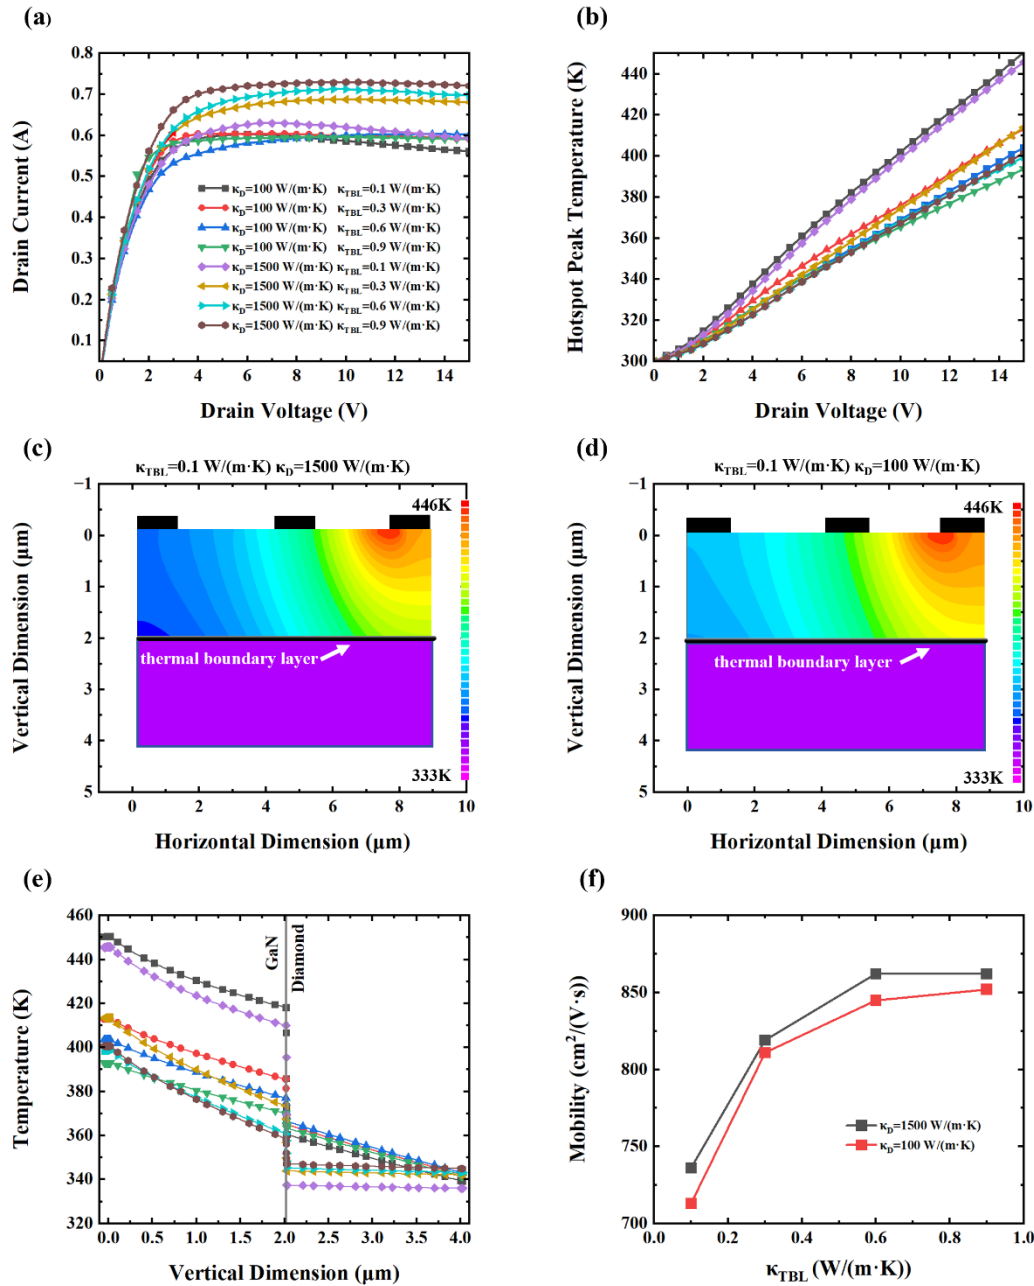 (a)
0.8
0.7
0.6
0.5
0.4
0.3
0.2
0.1
Drain Current (A)
κD=100 W/(m·K) κTBL=0.1 W/(m·K)
κD=100 W/(m·K) κTBL=0.3 W/(m·K)
κD=100 W/(m·K) κTBL=0.6 W/(m·K)
κD=100 W/(m·K) κTBL=0.9 W/(m·K)
κD=1500 W/(m·K) κTBL=0.1 W/(m·K)
κD=1500 W/(m·K) κTBL=0.3 W/(m·K)
κD=1500 W/(m·K) κTBL=0.6 W/(m·K)
κD=1500 W/(m·K) κTBL=0.9 W/(m·K)
0 2 4 6 8 10 12 14
Drain Voltage (V)
(b)
440
420
400
380
360
340
320
300
Hotspot Peak Temperature (K)
0 2 4 6 8 10 12 14
Drain Voltage (V)
(c)
κTBL=0.1 W/(m·K) κD=1500 W/(m·K)
−1
0
1
2
3
4
5
Vertical Dimension (μm)
446K
thermal boundary layer
333K
0 2 4 6 8 10
Horizontal Dimension (μm)
(d)
κTBL=0.1 W/(m·K) κD=100 W/(m·K)
−1
0
1
2
3
4
5
Vertical Dimension (μm)
446K
thermal boundary layer
333K
0 2 4 6 8 10
Horizontal Dimension (μm)
(e)
460
440
420
400
380
360
340
320
Temperature (K)
GaN
Diamond
0.0 0.5 1.0 1.5 2.0 2.5 3.0 3.5 4.0
Vertical Dimension (μm)
(f)
900
850
800
750
700
Mobility (cm²/(V·s))
κD=1500 W/(m·K)
κD=100 W/(m·K)
0.0 0.2 0.4 0.6 0.8 1.0
κTBL (W/(m·K))